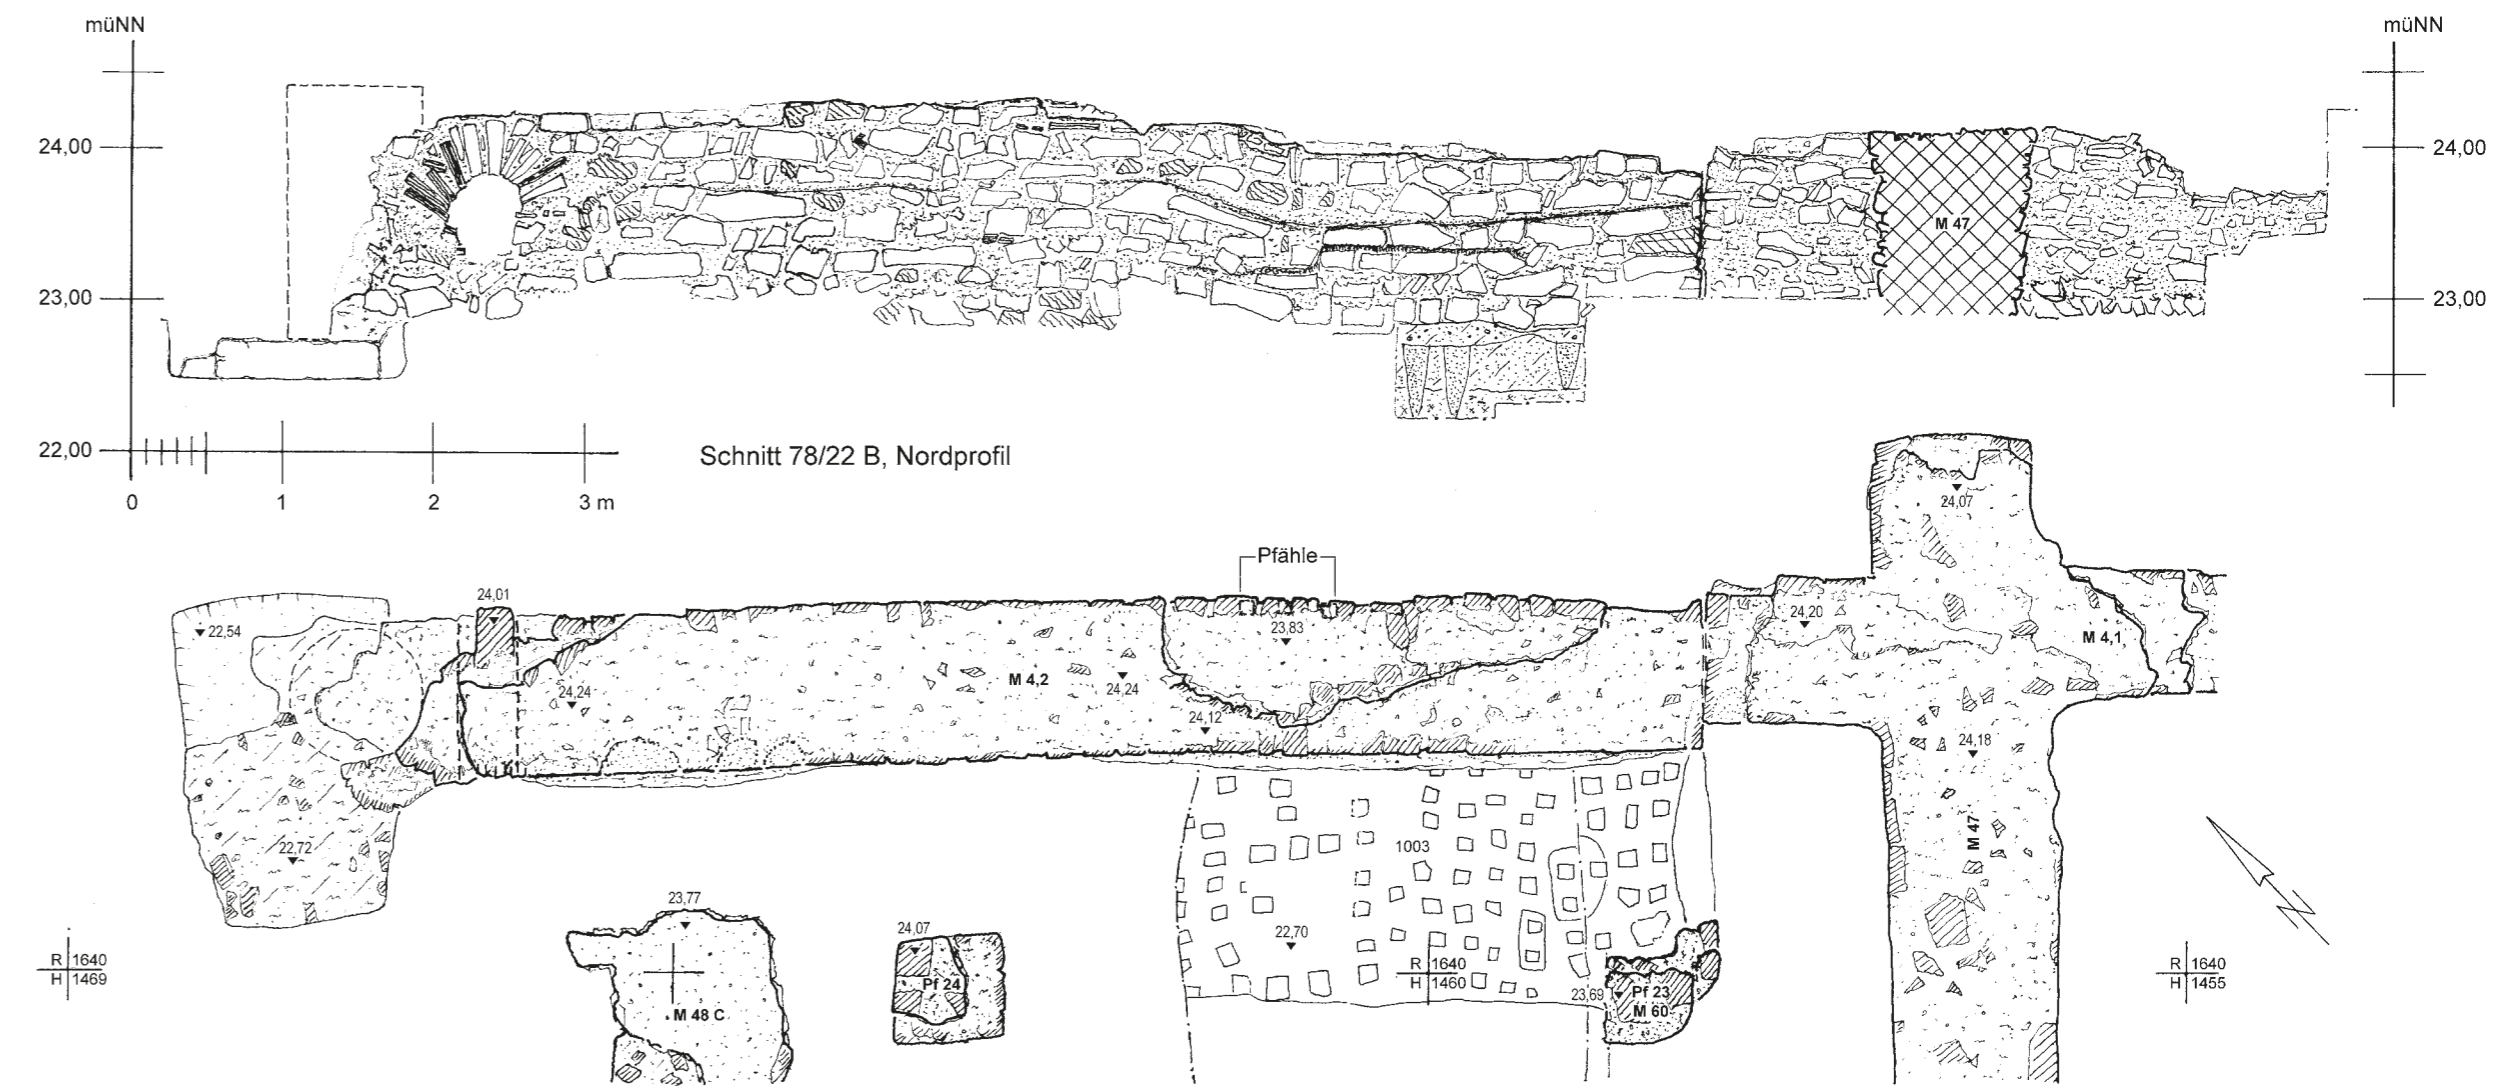 müNN
müNN
24,00
24,00
M 47
23,00
23,00
22,00
Schnitt 78/22 B, Nordprofil
0 1 2 3 m
24,07
Pfähle
24,01
22,54
23,83
24,20
M 4,1
M 4,2
24,24
24,24
24,12
24,18
M 47
22,72
1003
23,77
24,07
22,70
R 1640
H 1469
R 1640
H 1460
R 1640
H 1455
Pf 24
23,69
Pf 23
M 60
M 48 C